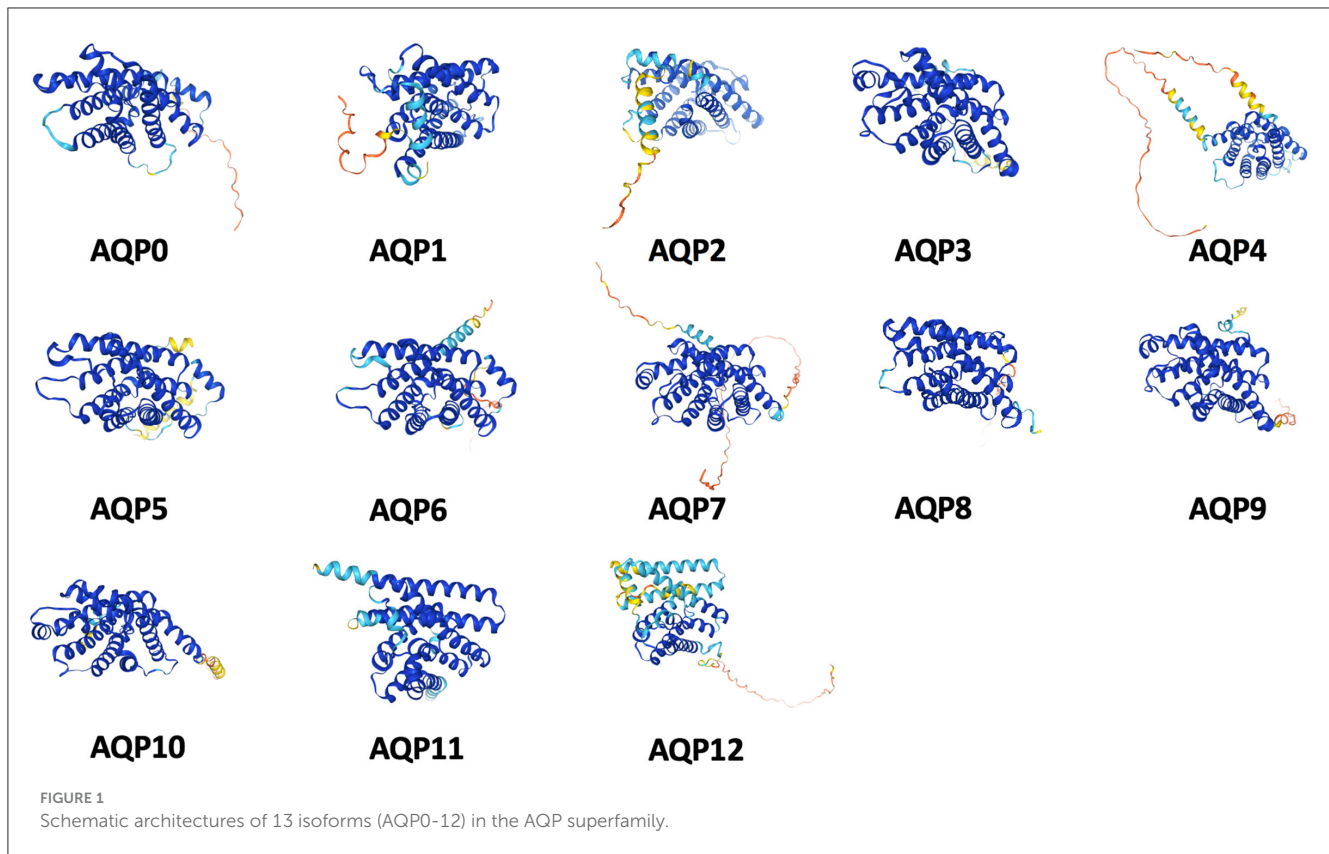 AQP0 AQP1 AQP2 AQP3 AQP4
AQP5 AQP6 AQP7 AQP8 AQP9
AQP10 AQP11 AQP12
FIGURE 1
Schematic architectures of 13 isoforms (AQP0-12) in the AQP superfamily.